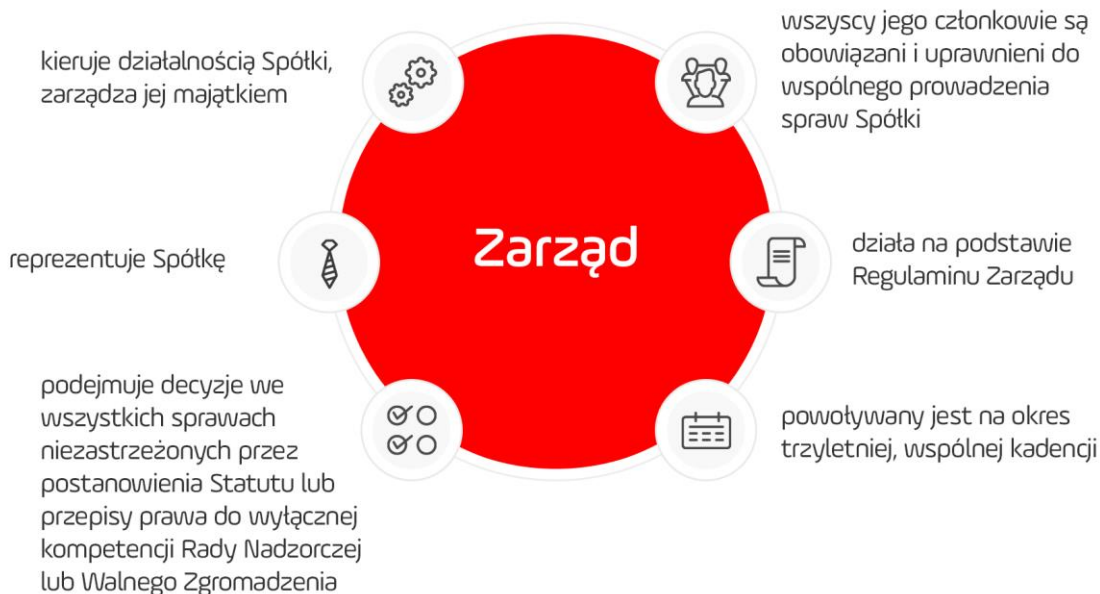 kieruje działalnością Spółki,
zarządza jej majątkiem
wszyscy jego członkowie są
obowiązani i uprawnieni do
wspólnego prowadzenia
spraw Spółki
reprezentuje Spółkę
Zarząd
działa na podstawie
Regulaminu Zarządu
podejmuje decyzje we
wszystkich sprawach
niezastrzeżonych przez
postanowienia Statutu lub
przepisy prawa do wyłącznej
kompetencji Rady Nadzorczej
lub Walnego Zgromadzenia
powoływany jest na okres
trzyletniej, wspólnej kadencji